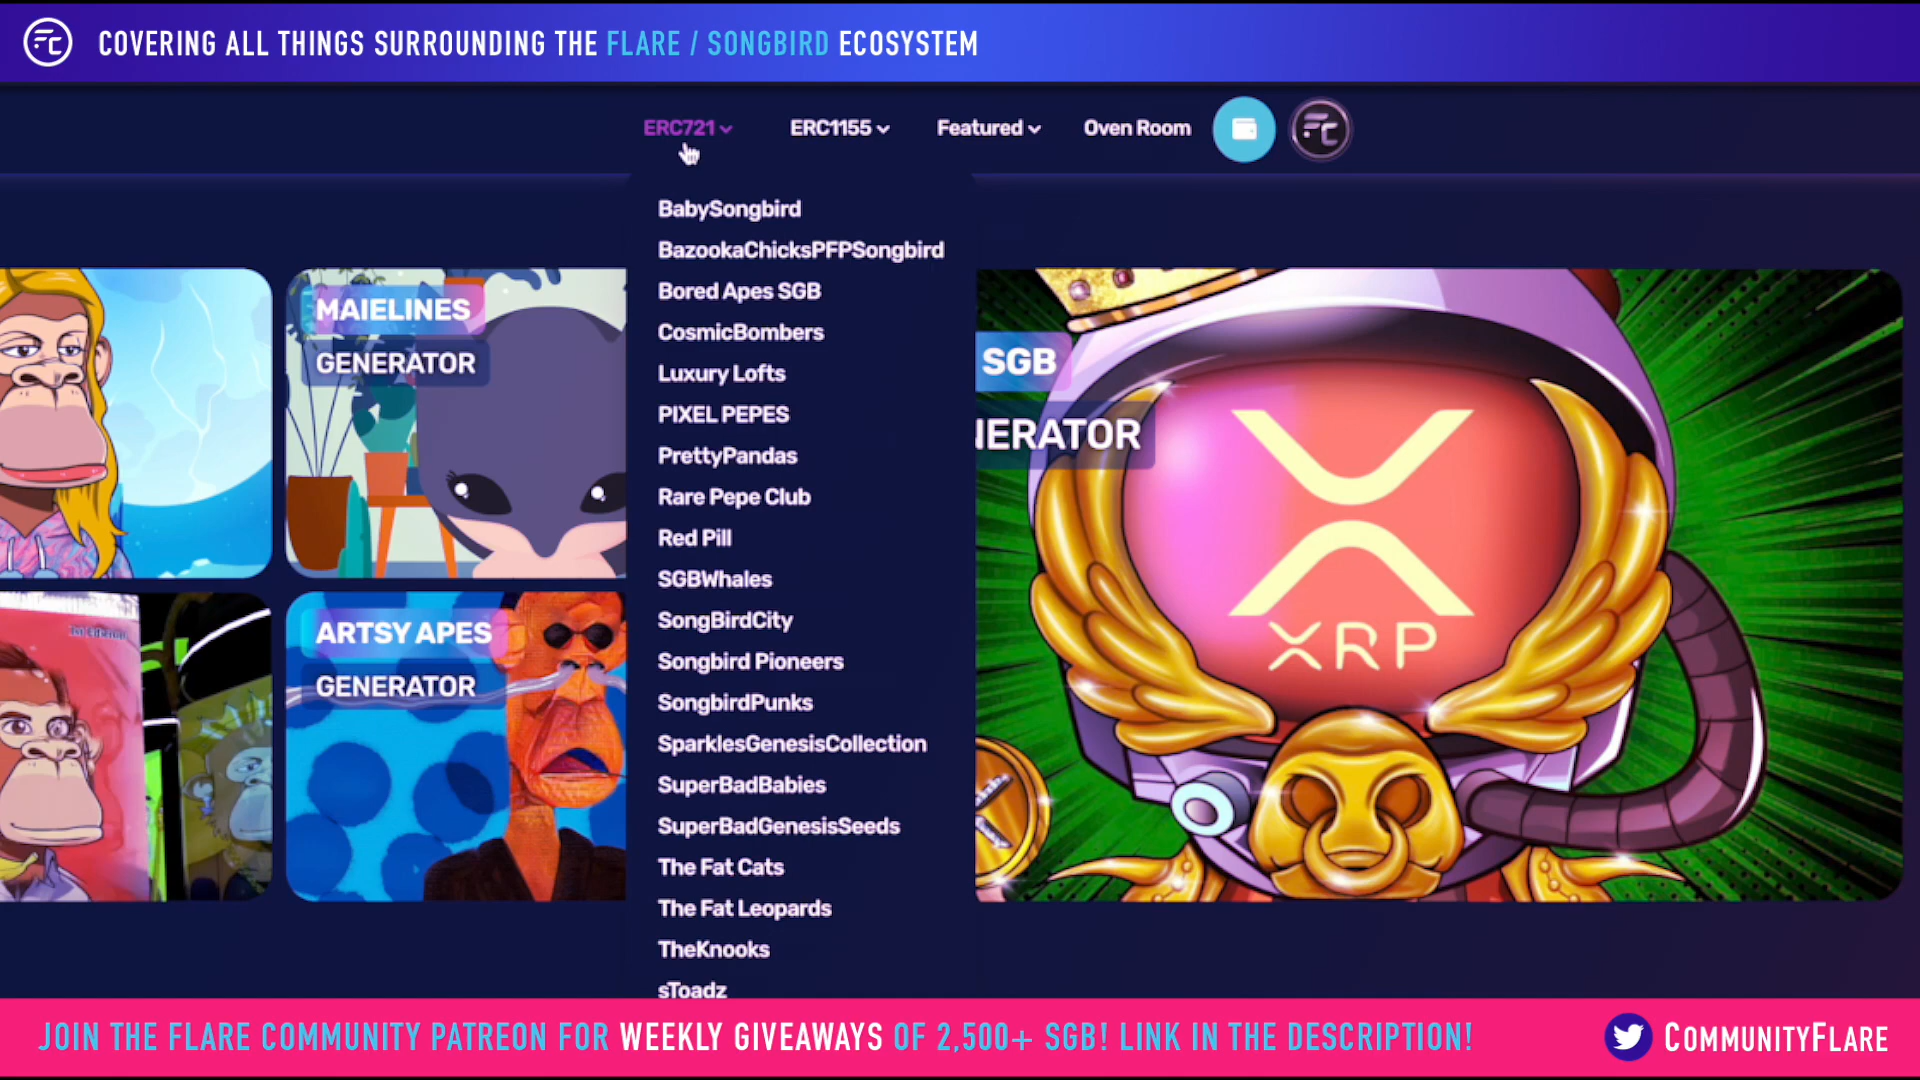 COVERING ALL THINGS SURROUNDING THE FLARE / SONGBIRD ECOSYSTEM
ERC721 ERC1155 Featured Oven Room
BabySongbird
BazookaChicksPFPSongbird
Bored Apes SGB
CosmicBombers
Luxury Lofts
PIXEL PEPES
PrettyPandas
Rare Pepe Club
Red Pill
SGBWhales
SongBirdCity
Songbird Pioneers
SongbirdPunks
SparklesGenesisCollection
SuperBadBabies
SuperBadGenesisSeeds
The Fat Cats
The Fat Leopards
TheKnooks
sToadz
MAIELINES
GENERATOR
ARTSY APES
GENERATOR
SGB
NERATOR
XRP
JOIN THE FLARE COMMUNITY PATREON FOR WEEKLY GIVEAWAYS OF 2,500+ SGB! LINK IN THE DESCRIPTION!
COMMUNITYFLARE